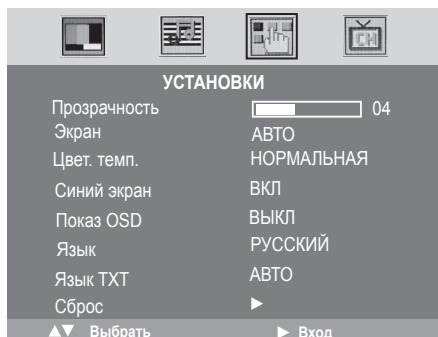 CH
УСТАНОВКИ
Прозрачность 04
Экран АВТО
Цвет. темп. НОРМАЛЬНАЯ
Синий экран ВКЛ
Показ OSD ВЫКЛ
Язык РУССКИЙ
Язык TXT АВТО
Сброс ►
▲▼ Выбрать ► Вход